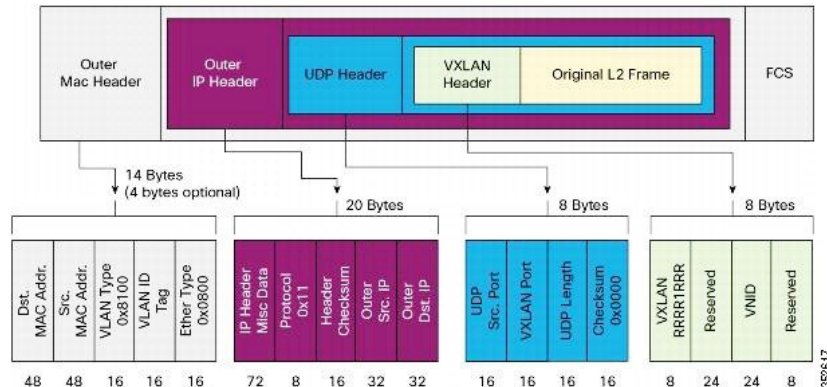 Outer
Mac Header
Outer
IP Header
UDP Header
VXLAN
Header
Original L2 Frame
FCS
14 Bytes
(4 bytes optional)
20 Bytes
8 Bytes
8 Bytes
Dst.
MAC Addr.
Src.
MAC Addr.
VLAN Type
0x8100
VLAN ID
Tag
Ether Type
0x0800
IP Header
Misc Data
Protocol
0x11
Header
Checksum
Outer
Src. IP
Outer
Dst. IP
UDP
Src. Port
VXLAN Port
UDP Length
Checksum
0x0000
VXLAN
RRRR1RRR
Reserved
VNID
Reserved
48
48
16
16
16
72
8
16
32
32
16
16
16
16
8
24
24
8